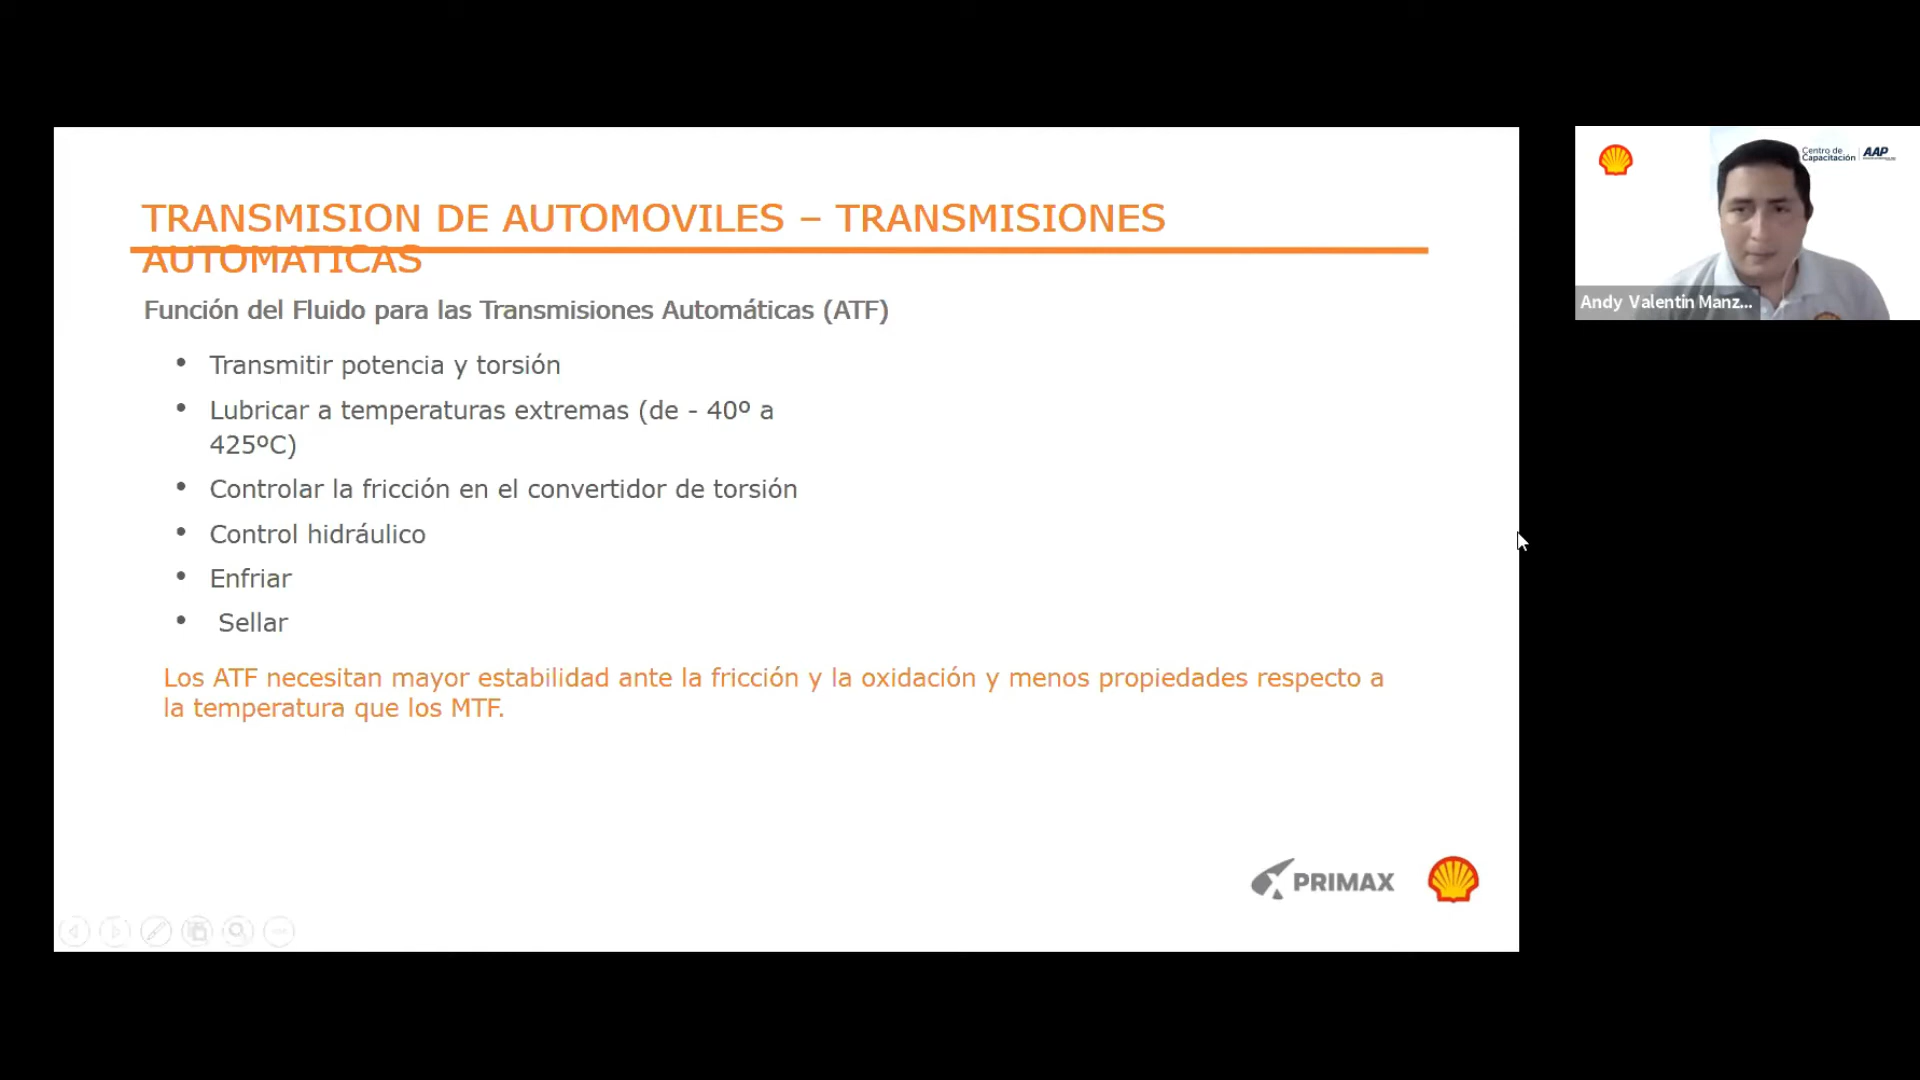 TRANSMISION DE AUTOMOVILES – TRANSMISIONES
AUTOMATICAS
Función del Fluido para las Transmisiones Automáticas (ATF)
• Transmitir potencia y torsión
• Lubricar a temperaturas extremas (de - 40º a
425ºC)
• Controlar la fricción en el convertidor de torsión
• Control hidráulico
• Enfriar
• Sellar
Los ATF necesitan mayor estabilidad ante la fricción y la oxidación y menos propiedades respecto a
la temperatura que los MTF.
PRIMAX
Centro de
Capacitación
AAP
Andy Valentin Manz...